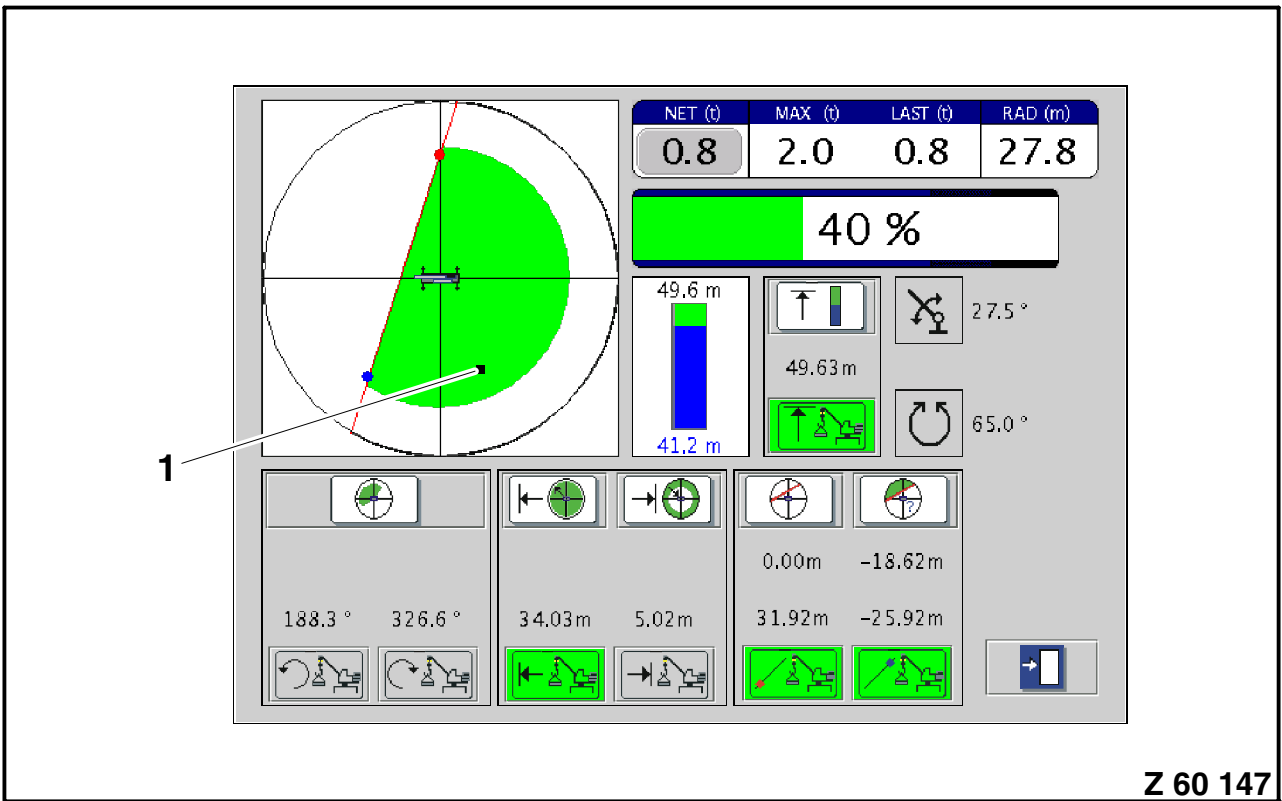 NET (t) MAX (t) LAST (t) RAD (m)
0.8 2.0 0.8 27.8
40 %
49.6 m
27.5 °
49.63m
65.0 °
41.2 m
1
?
0.00m -18.62m
188.3 ° 326.6 ° 34.03m 5.02m 31.92m -25.92m
Z 60 147